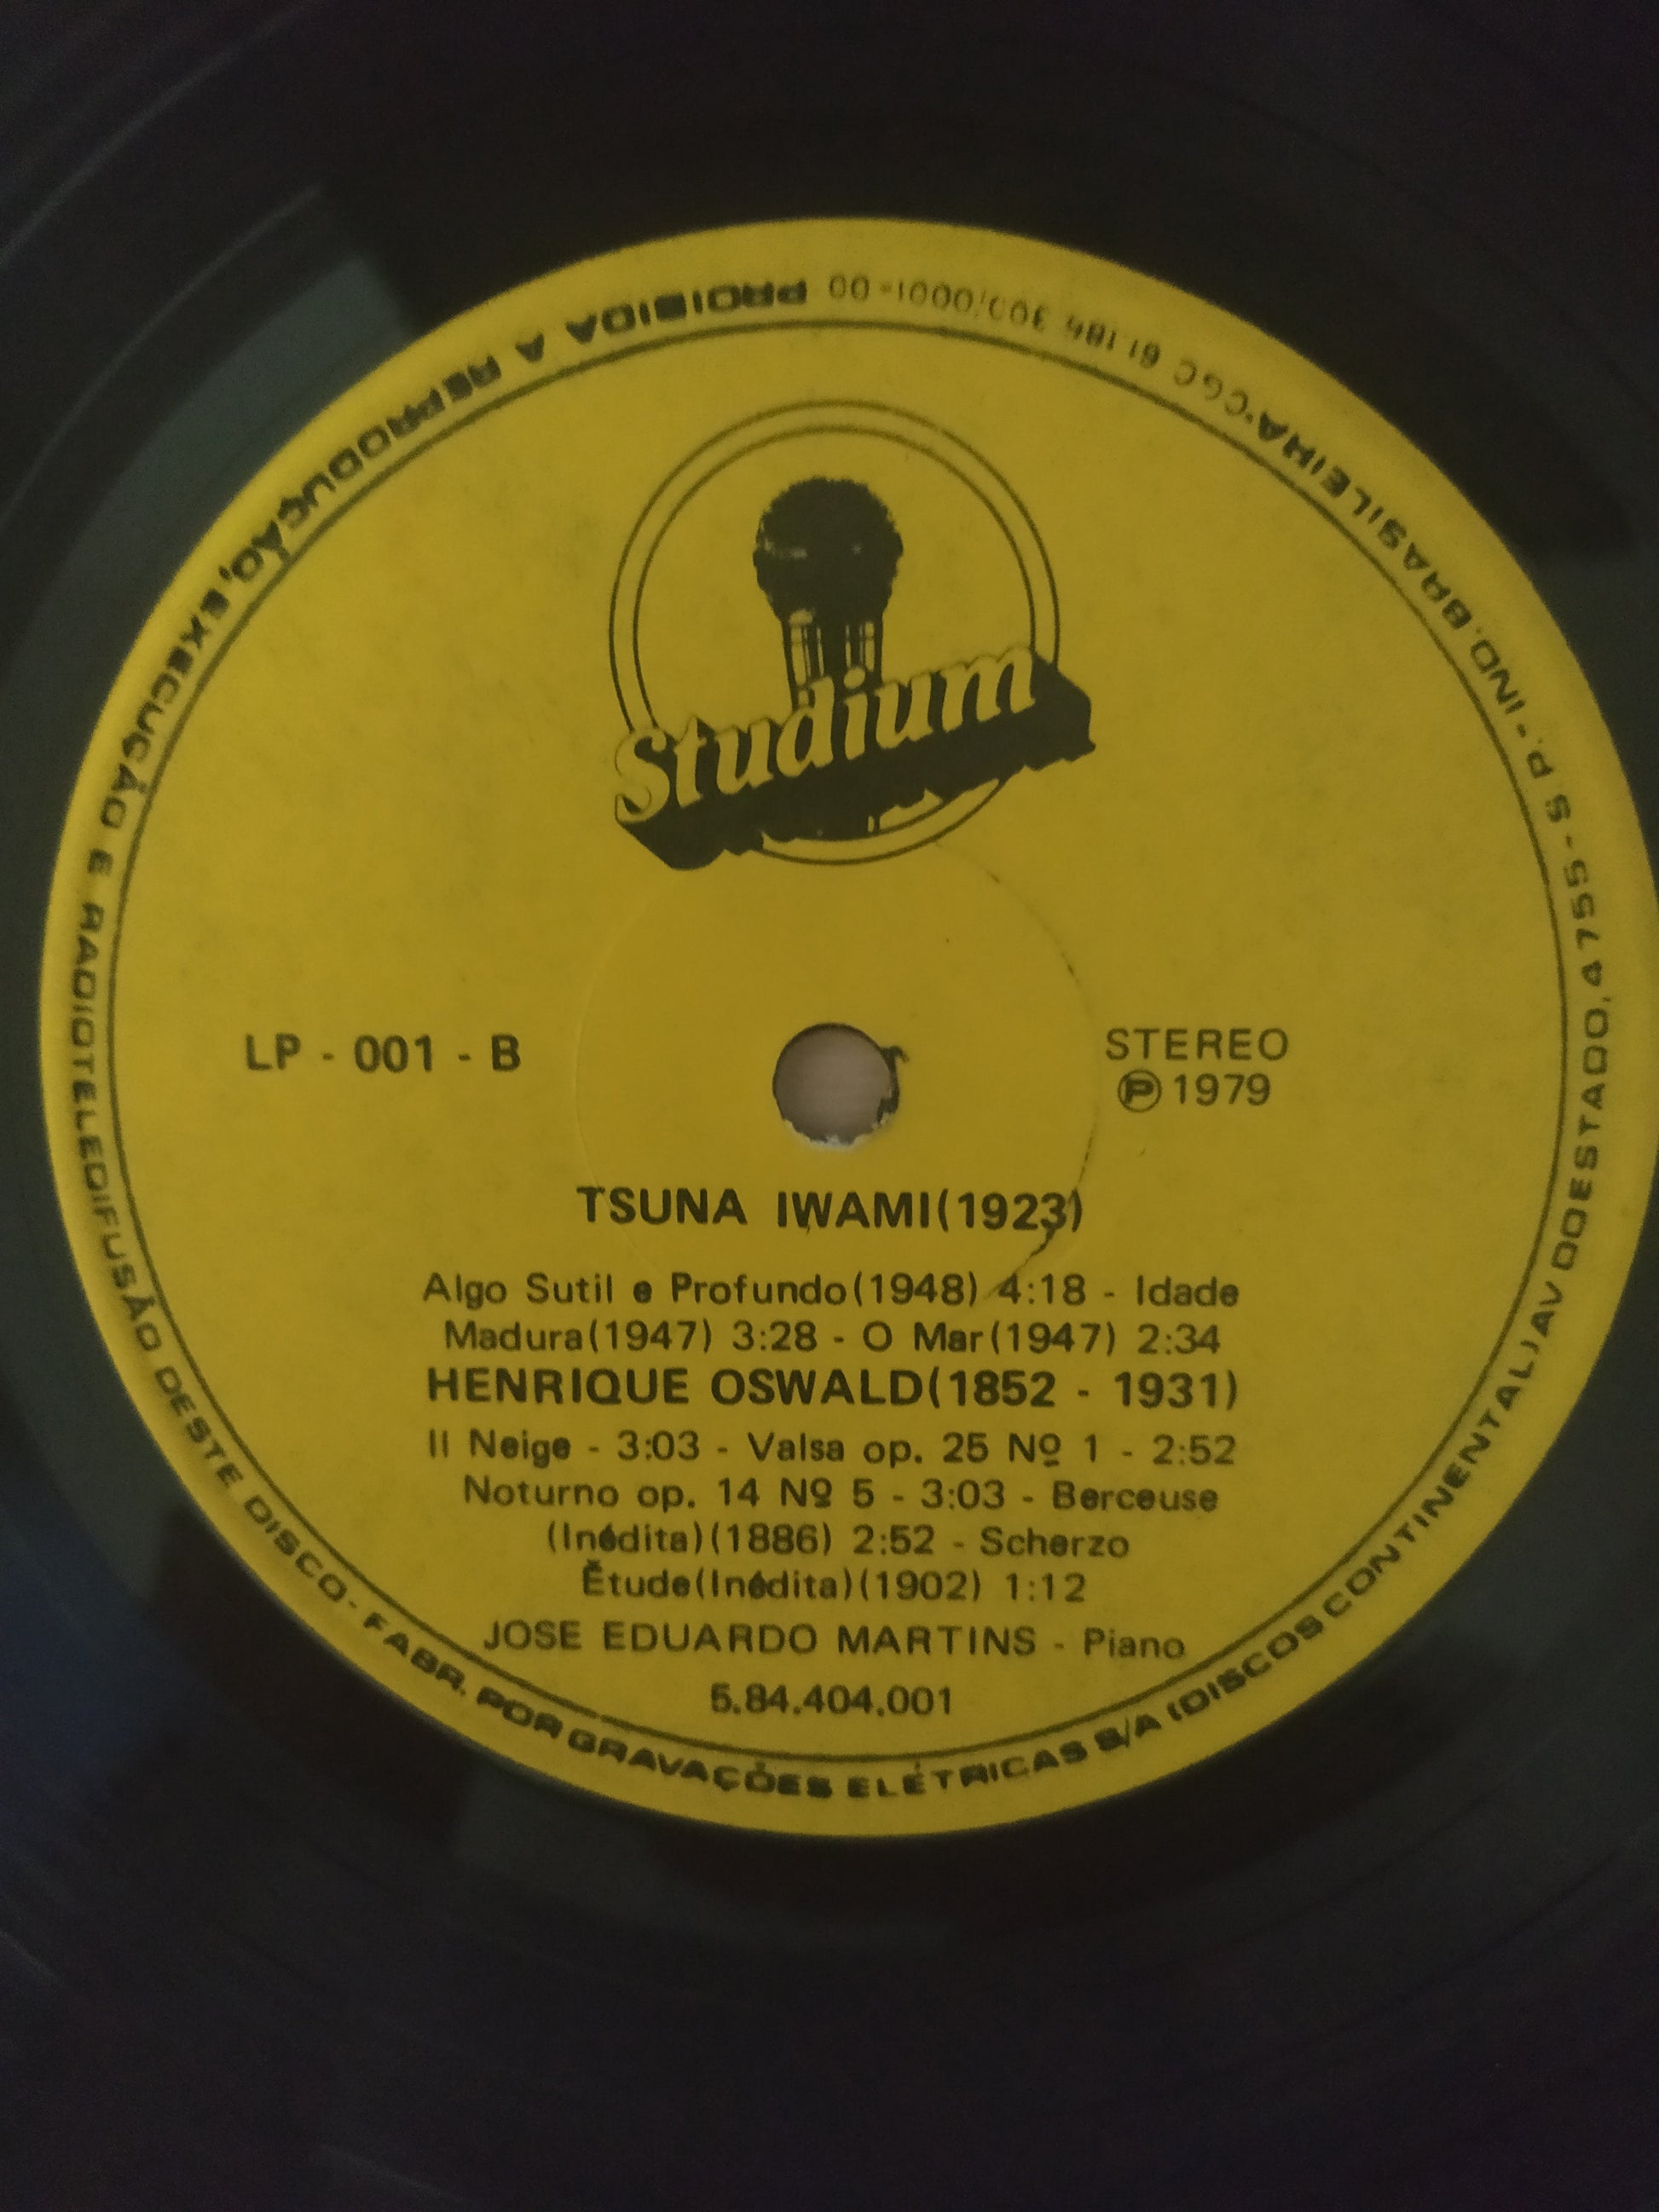 Studium
LP - 001 - B
STEREO
Ⓟ 1979
TSUNA IWAMI(1923)
Algo Sutil e Profundo(1948) 4:18 - Idade
Madura(1947) 3:28 - O Mar(1947) 2:34
HENRIQUE OSWALD(1852 - 1931)
II Neige - 3:03 - Valsa op. 25 Nº 1 - 2:52
Noturno op. 14 Nº 5 - 3:03 - Berceuse
(Inédita)(1886) 2:52 - Scherzo
Étude(Inédita)(1902) 1:12
JOSE EDUARDO MARTINS - Piano
5.84.404.001
PROIBIDA A REPRODUÇÃO, EXECUÇÃO E RADIOTELEDIFUSÃO DESTE DISCO - FABR. POR GRAVAÇÕES ELÉTRICAS S/A (DISCOS CONTINENTAL) AV DO ESTADO, 4755 - S P. - IND. BRASILEIRA" CGC 61.186 303/0001-00